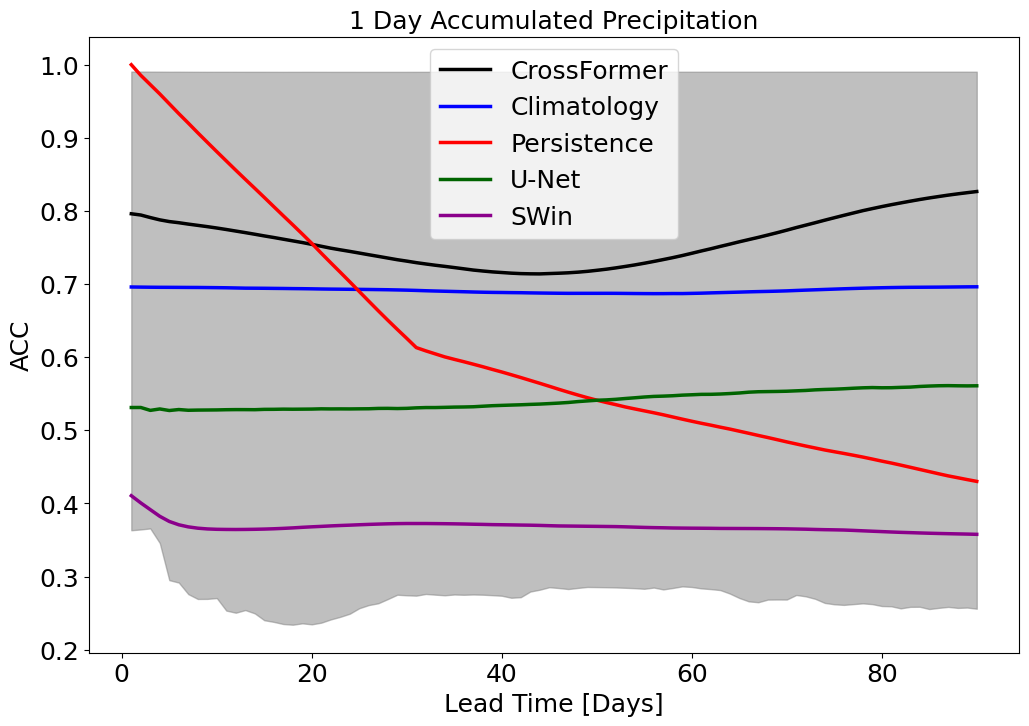 1 Day Accumulated Precipitation
CrossFormer
Climatology
Persistence
U-Net
SWin
ACC
1.0
0.9
0.8
0.7
0.6
0.5
0.4
0.3
0.2
0
20
40
60
80
Lead Time [Days]